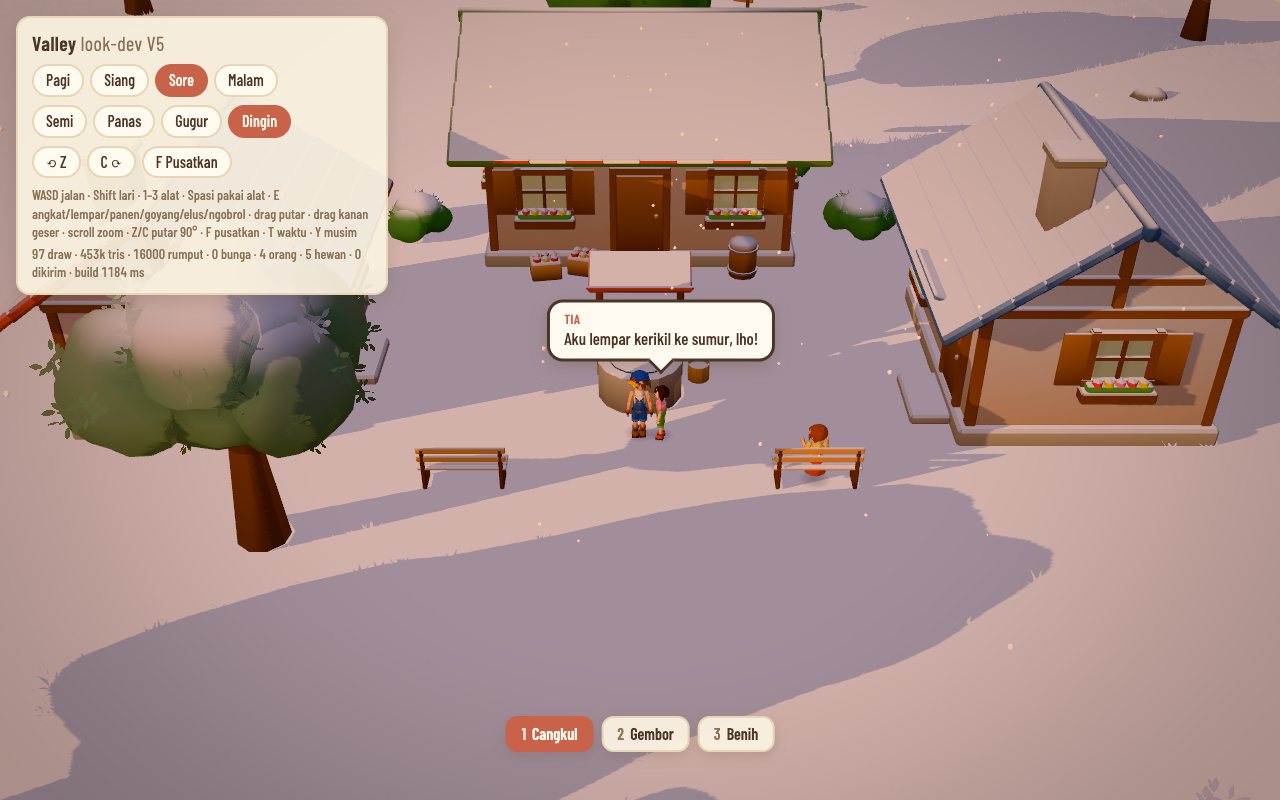 Valley look-dev V5
Pagi Siang Sore Malam
Semi Panas Gugur Dingin
⟲ Z C ⟳ F Pusatkan
WASD jalan · Shift lari · 1–3 alat · Spasi pakai alat · E
angkat/lempar/panen/goyang/elus/ngobrol · drag putar · drag kanan
geser · scroll zoom · Z/C putar 90° · F pusatkan · T waktu · Y musim
97 draw · 453k tris · 16000 rumput · 0 bunga · 4 orang · 5 hewan · 0
dikirim · build 1184 ms
TIA
Aku lempar kerikil ke sumur, lho!
1 Cangkul 2 Gembor 3 Benih